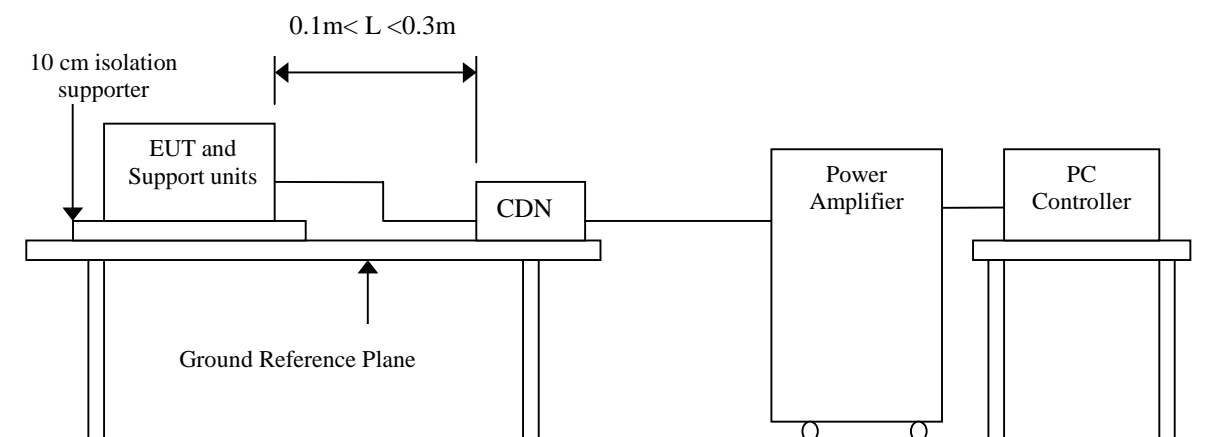 0.1m< L <0.3m
10 cm isolation
supporter
EUT and
Support units
CDN
Power
Amplifier
PC
Controller
Ground Reference Plane